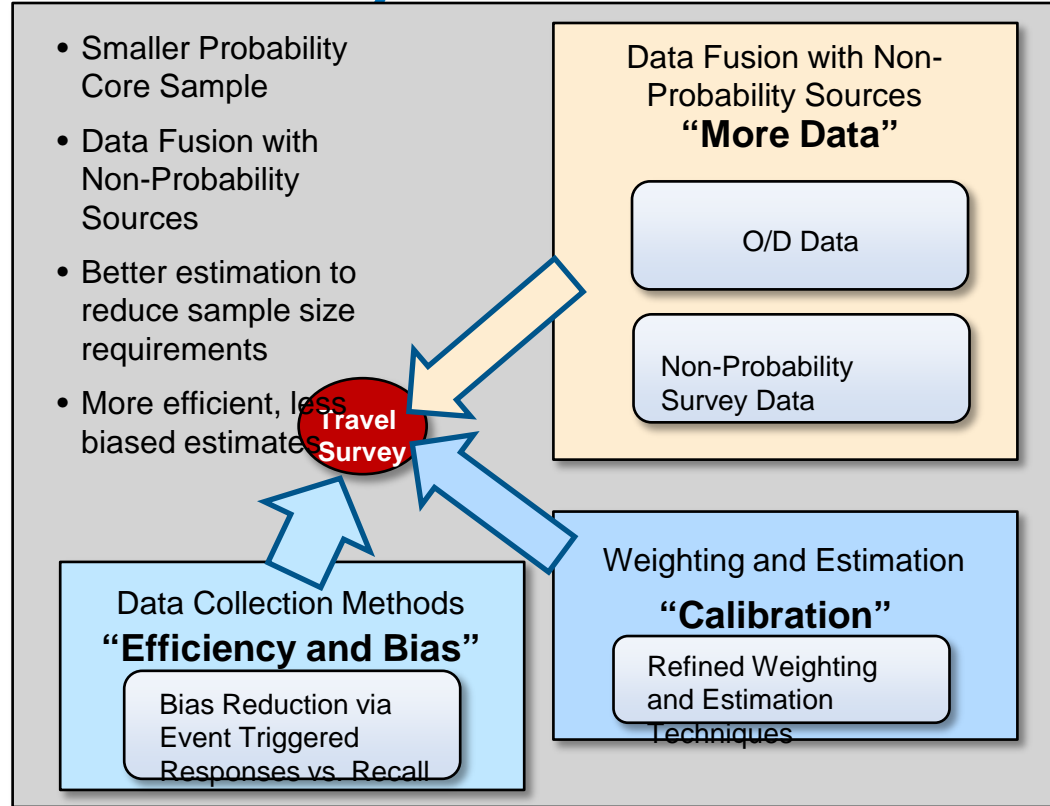 • Smaller Probability
Core Sample
• Data Fusion with
Non-Probability
Sources
• Better estimation to
reduce sample size
requirements
• More efficient, less
biased estimates
Data Fusion with Non-
Probability Sources
“More Data”
O/D Data
Non-Probability
Survey Data
Travel
Survey
Data Collection Methods
“Efficiency and Bias”
Bias Reduction via
Event Triggered
Responses vs. Recall
Weighting and Estimation
“Calibration”
Refined Weighting
and Estimation
Techniques